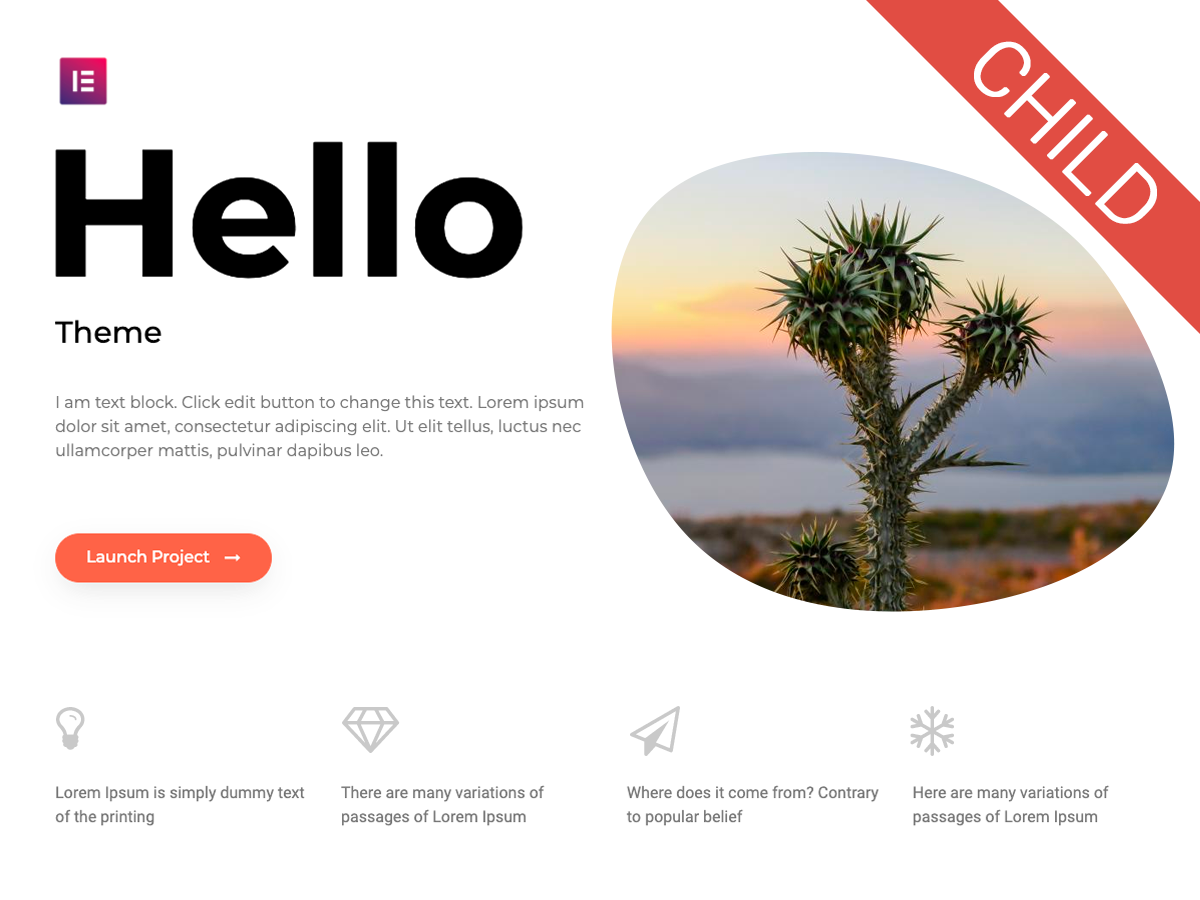 CHILD
Hello
Theme
I am text block. Click edit button to change this text. Lorem ipsum
dolor sit amet, consectetur adipiscing elit. Ut elit tellus, luctus nec
ullamcorper mattis, pulvinar dapibus leo.
Launch Project →
Lorem Ipsum is simply dummy text
of the printing
There are many variations of
passages of Lorem Ipsum
Where does it come from? Contrary
to popular belief
Here are many variations of
passages of Lorem Ipsum